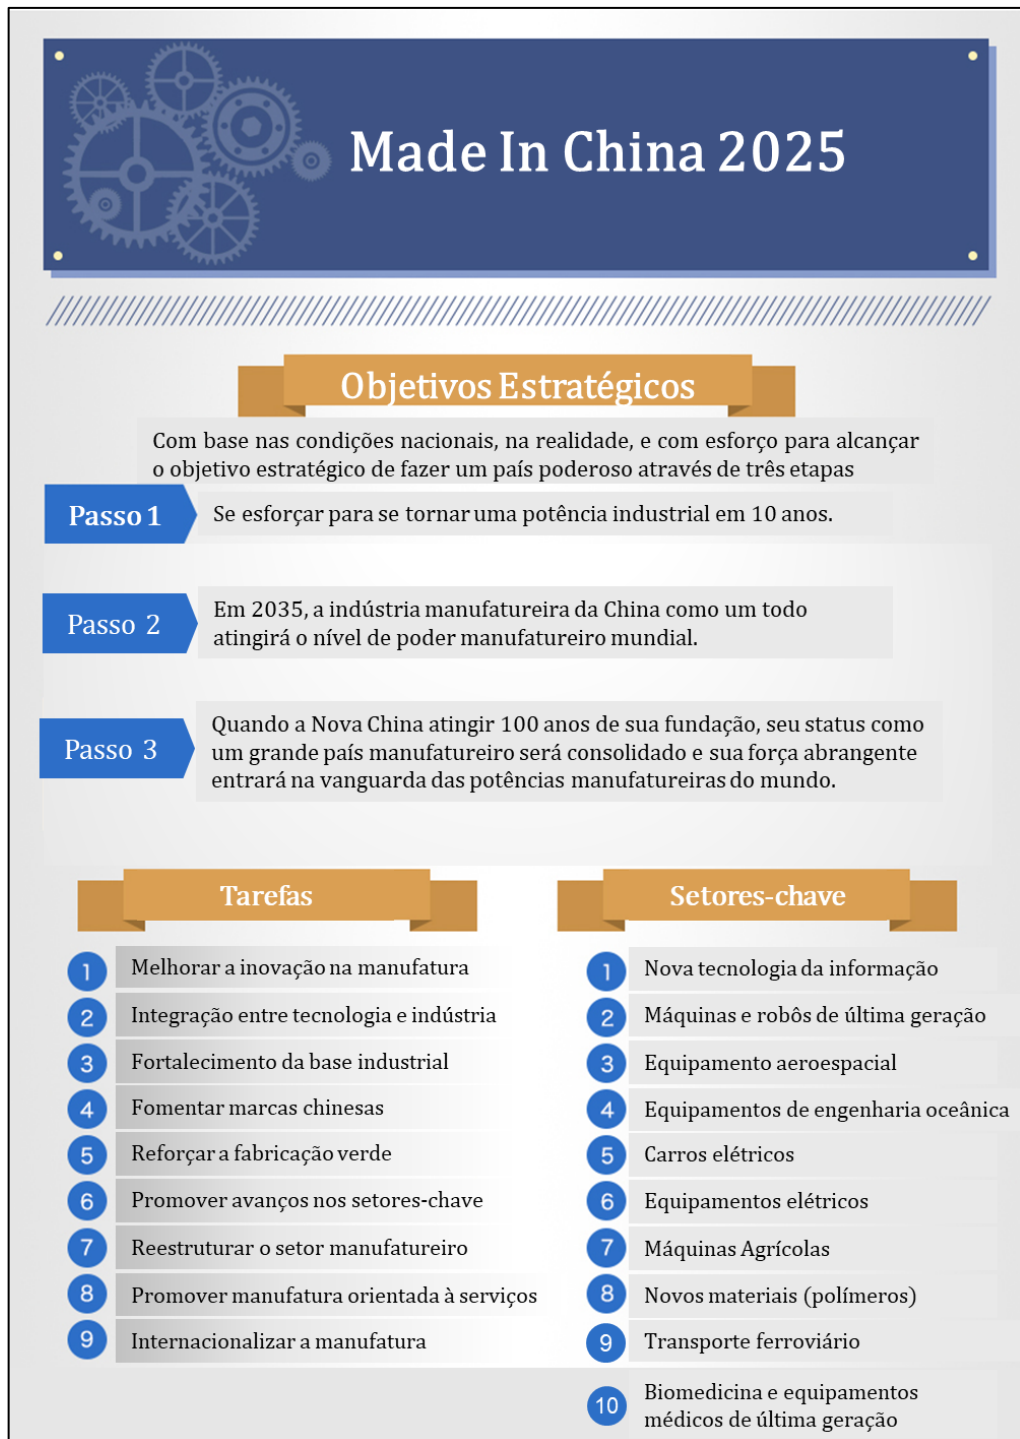 Made In China 2025
Objetivos Estratégicos
Com base nas condições nacionais, na realidade, e com esforço para alcançar
o objetivo estratégico de fazer um país poderoso através de três etapas
Passo 1
Se esforçar para se tornar uma potência industrial em 10 anos.
Passo 2
Em 2035, a indústria manufatureira da China como um todo
atingirá o nível de poder manufatureiro mundial.
Passo 3
Quando a Nova China atingir 100 anos de sua fundação, seu status como
um grande país manufatureiro será consolidado e sua força abrangente
entrará na vanguarda das potências manufatureiras do mundo.
Tarefas
1 Melhorar a inovação na manufatura
2 Integração entre tecnologia e indústria
3 Fortalecimento da base industrial
4 Fomentar marcas chinesas
5 Reforçar a fabricação verde
6 Promover avanços nos setores-chave
7 Reestruturar o setor manufatureiro
8 Promover manufatura orientada à serviços
9 Internacionalizar a manufatura
Setores-chave
1 Nova tecnologia da informação
2 Máquinas e robôs de última geração
3 Equipamento aeroespacial
4 Equipamentos de engenharia oceânica
5 Carros elétricos
6 Equipamentos elétricos
7 Máquinas Agrícolas
8 Novos materiais (polímeros)
9 Transporte ferroviário
10 Biomedicina e equipamentos
médicos de última geração